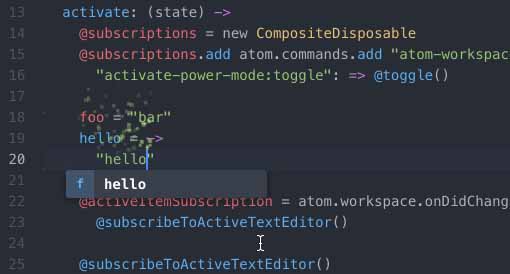 13 activate: (state) ->
14 @subscriptions = new CompositeDisposable
15 @subscriptions.add atom.commands.add "atom-workspac
16 "activate-power-mode:toggle": => @toggle()
17
18 foo = "bar"
19 hello = ->
20 "hello"
f hello
21
22 @activeItemSubscription = atom.workspace.onDidChang
23 @subscribeToActiveTextEditor()
24
25 @subscribeToActiveTextEditor()